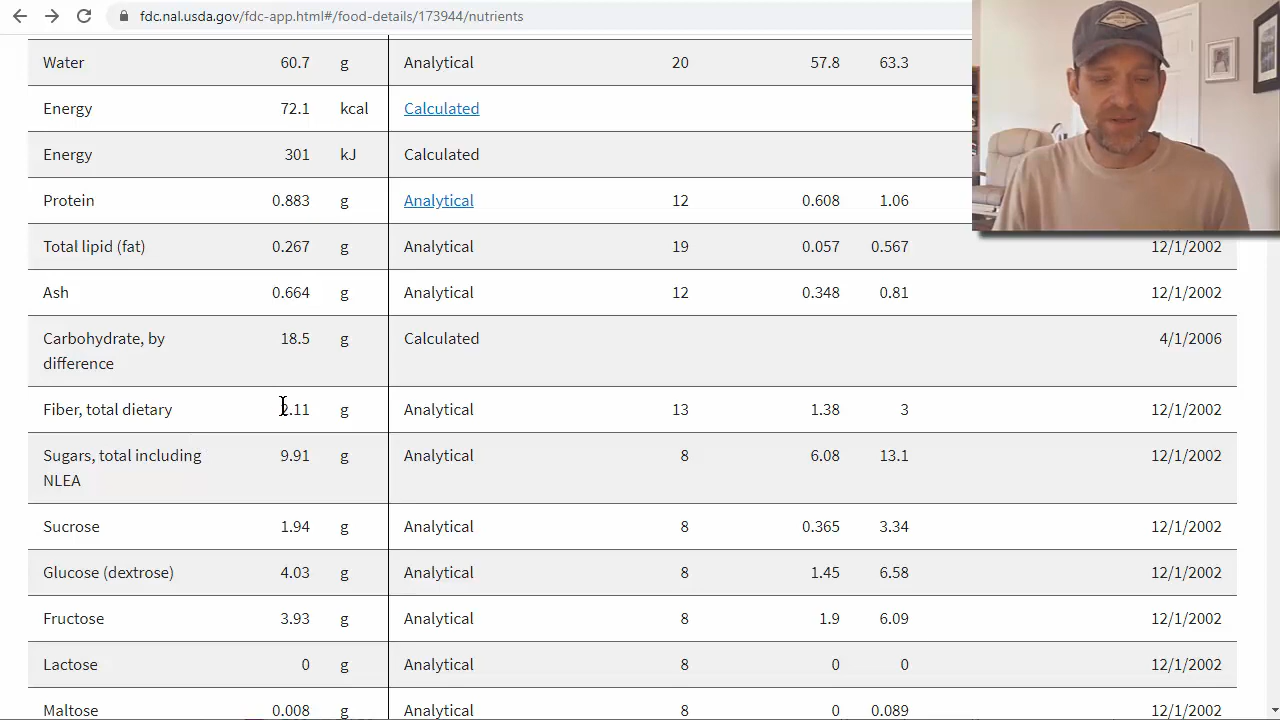 fdc.nal.usda.gov/fdc-app.html#/food-details/173944/nutrients
Water 60.7 g Analytical 20 57.8 63.3
Energy 72.1 kcal Calculated
Energy 301 kJ Calculated
Protein 0.883 g Analytical 12 0.608 1.06
Total lipid (fat) 0.267 g Analytical 19 0.057 0.567 12/1/2002
Ash 0.664 g Analytical 12 0.348 0.81 12/1/2002
Carbohydrate, by 18.5 g Calculated 4/1/2006
difference
Fiber, total dietary 2.11 g Analytical 13 1.38 3 12/1/2002
Sugars, total including 9.91 g Analytical 8 6.08 13.1 12/1/2002
NLEA
Sucrose 1.94 g Analytical 8 0.365 3.34 12/1/2002
Glucose (dextrose) 4.03 g Analytical 8 1.45 6.58 12/1/2002
Fructose 3.93 g Analytical 8 1.9 6.09 12/1/2002
Lactose 0 g Analytical 8 0 0 12/1/2002
Maltose 0.008 g Analytical 8 0 0.089 12/1/2002